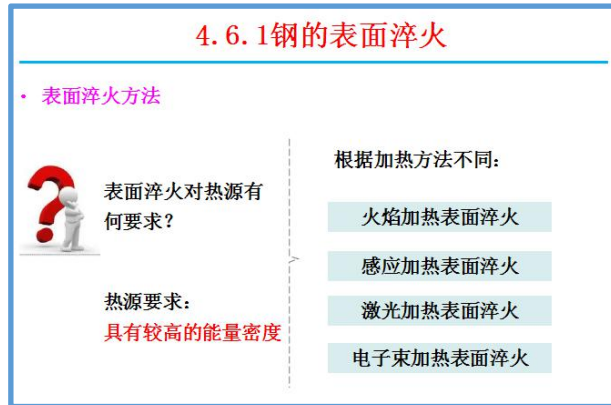 4.6.1钢的表面淬火
· 表面淬火方法
表面淬火对热源有
何要求？
热源要求：
具有较高的能量密度
根据加热方法不同：
火焰加热表面淬火
感应加热表面淬火
激光加热表面淬火
电子束加热表面淬火